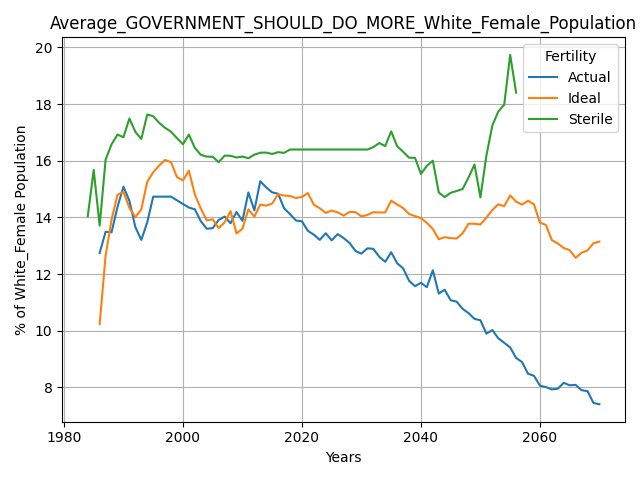 Average_GOVERNMENT_SHOULD_DO_MORE_White_Female_Population
% of White_Female Population
20
18
16
14
12
10
8
1980
2000
2020
2040
2060
Years
Fertility
Actual
Ideal
Sterile